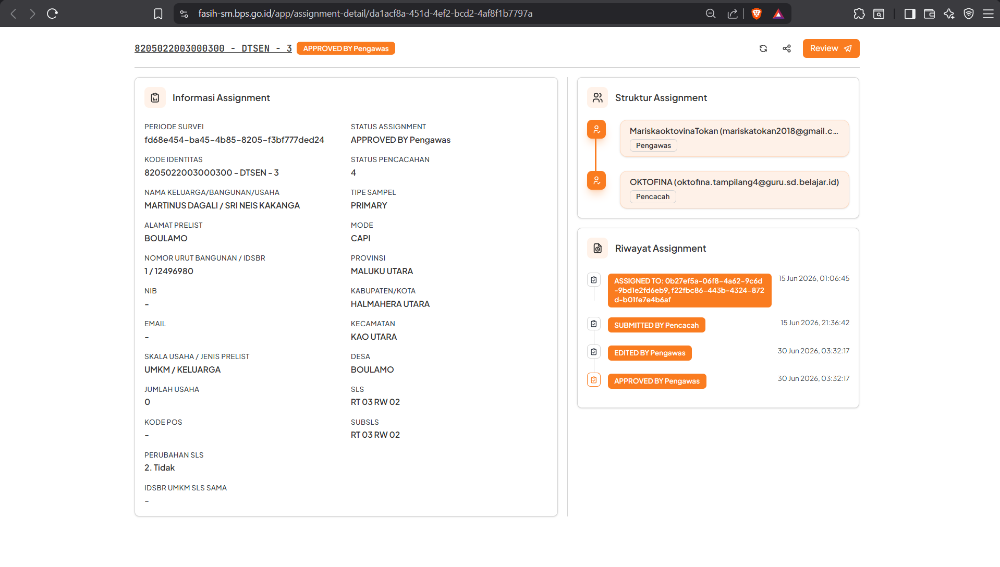 fasih-sm.bps.go.id/app/assignment-detail/da1acf8a-451d-4ef2-bcd2-4af8f1b7797a
8205022003000300 - DTSEN - 3
APPROVED BY Pengawas
Review
Informasi Assignment
PERIODE SURVEI
fd68e454-ba45-4b85-8205-f3bf777ded24
KODE IDENTITAS
8205022003000300 - DTSEN - 3
NAMA KELUARGA/BANGUNAN/USAHA
MARTINUS DAGALI / SRI NEIS KAKANGA
ALAMAT PRELIST
BOULAMO
NOMOR URUT BANGUNAN / IDSBR
1 / 12496980
NIB
-
EMAIL
-
SKALA USAHA / JENIS PRELIST
UMKM / KELUARGA
JUMLAH USAHA
0
KODE POS
-
PERUBAHAN SLS
2. Tidak
IDSBR UMKM SLS SAMA
-
STATUS ASSIGNMENT
APPROVED BY Pengawas
STATUS PENCACAHAN
4
TIPE SAMPEL
PRIMARY
MODE
CAPI
PROVINSI
MALUKU UTARA
KABUPATEN/KOTA
HALMAHERA UTARA
KECAMATAN
KAO UTARA
DESA
BOULAMO
SLS
RT 03 RW 02
SUBSLS
RT 03 RW 02
Struktur Assignment
MariskaoktovinaTokan (mariskatokan2018@gmail.c...
Pengawas
OKTOFINA (oktofina.tampilang4@guru.sd.belajar.id)
Pencacah
Riwayat Assignment
ASSIGNED TO: 0b27ef5a-06f8-4a62-9c6d
-9bd1e2fd6eb9, f22fbc86-443b-4324-872
d-b01fe7e4b6af
15 Jun 2026, 01:06:45
SUBMITTED BY Pencacah
15 Jun 2026, 21:36:42
EDITED BY Pengawas
30 Jun 2026, 03:32:17
APPROVED BY Pengawas
30 Jun 2026, 03:32:17